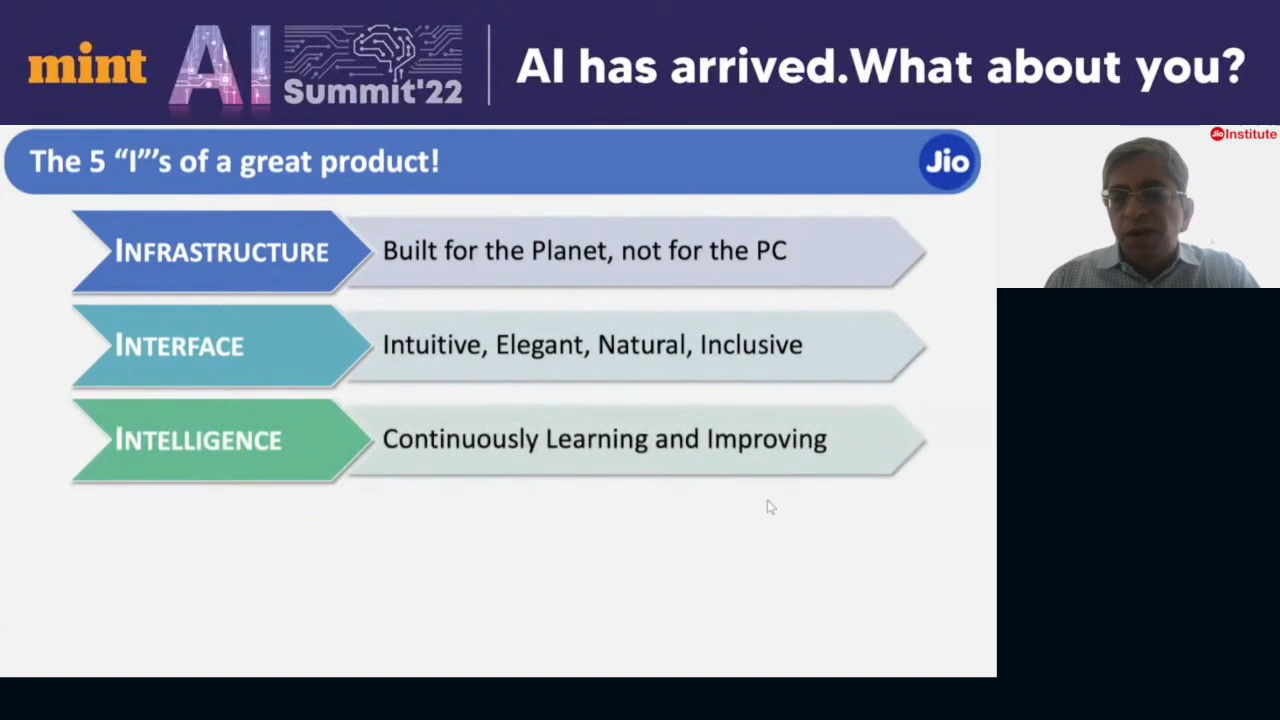 mint AI Summit'22 AI has arrived.What about you?
Jio Institute
The 5 “I”’s of a great product! Jio
INFRASTRUCTURE Built for the Planet, not for the PC
INTERFACE Intuitive, Elegant, Natural, Inclusive
INTELLIGENCE Continuously Learning and Improving